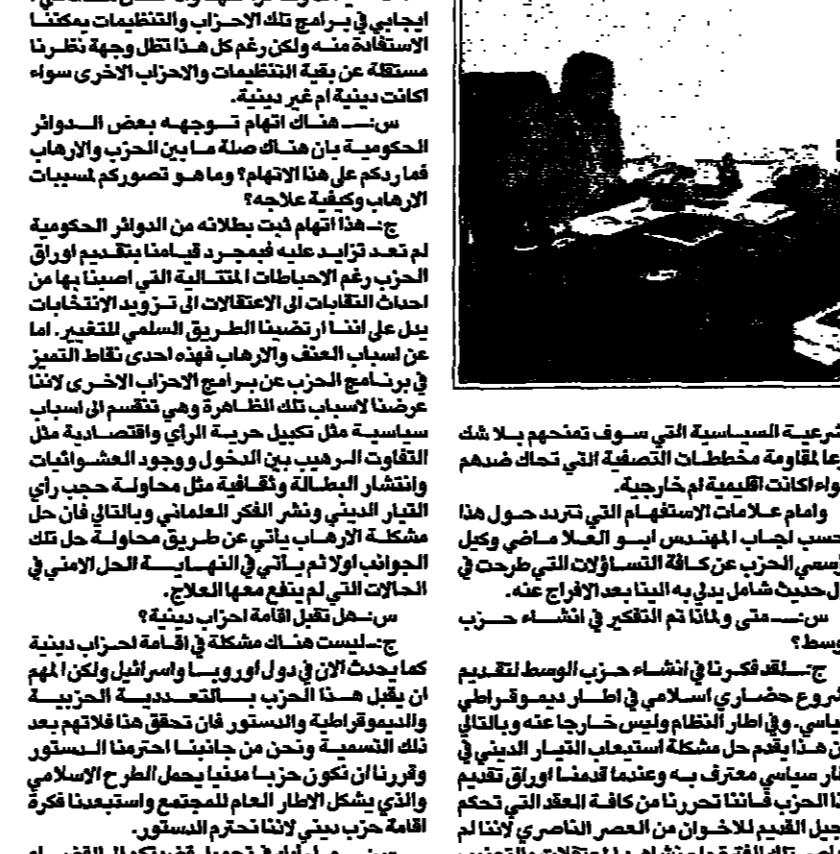 شرعية السياسية التي سوف تمنحهم بلا شك
رعا لمقاومة مخططات التصفية التي تحاك ضدهم
واء اكانت اقليمية ام خارجية.
وامام علامات الاستفهام التي تتردد حول هذا
حسب اجاب المهندس ابو العلا ماضي وكيل
سسي الحزب عن كافة التساؤلات التي طرحت في
ل حديث شامل يدلي به الينا بعد الافراج عنه.
س:ـ متى ولماذا تم التفكير في انشاء حزب
وسط؟
ج:ـ لقد فكرنا في انشاء حزب الوسط لتقديم
شروع حضاري اسلامي في اطار ديموقراطي
ياسي. وفي اطار النظام وليس خارجا عنه وبالتالي
ن هذا يقدم حل مشكلة استيعاب التيار الديني في
ار سياسي معترف به وعندما قدمنا اوراق تقديم
ذا الحزب فاننا تحررنا من كافة العقد التي تحكم
جيل القديم للاخوان من العصر الناصري لأننا لم
ايجابي في برامج تلك الاحزاب والتنظيمات يمكننا
الاستفادة منه ولكن رغم كل هذا تظل وجهة نظرنا
مستقلة عن بقية التنظيمات والاحزاب الاخرى سواء
اكانت دينية ام غير دينية.
س:ـ هناك اتهام توجهه بعض الدوائر
الحكومية بان هناك صلة ما بين الحزب والارهاب
فما ردكم على هذا الاتهام؟ وما هو تصوركم لمسببات
الارهاب وكيفية علاجه؟
ج:ـ هذا اتهام ثبت بطلانه من الدوائر الحكومية
لم تعد تزايد عليه فبمجرد قيامنا بتقديم اوراق
الحزب رغم الاحباطات المتتالية التي اصبنا بها من
احداث النقابات الى الاعتقالات الى تزويد الانتخابات
يدل على اننا ارتضينا الطريق السلمي للتغيير. اما
عن اسباب العنف والارهاب فهذه احدى نقاط التميز
في برنامج الحزب عن برامج الاحزاب الاخرى لاننا
عرضنا لاسباب تلك الظاهرة وهي تنقسم الى اسباب
سياسية مثل تكبيل حرية الرأي واقتصادية مثل
التفاوت الرهيب بين الدخول ووجود العشوائيات
وانتشار البطالة وثقافية مثل محاولة حجب رأي
التيار الديني ونشر الفكر العلماني وبالتالي فان حل
مشكلة الارهاب يأتي عن طريق محاولة حل تلك
الجوانب اولا ثم يأتي في النهاية الحل الامني في
الحالات التي لم ينفع معها العلاج.
س:ـ هل تقبل اقامة احزاب دينية؟
ج:ـ ليست هناك مشكلة في اقامة احزاب دينية
كما يحدث الان في دول اوروبا واسرائيل ولكن المهم
ان يقبل هذا الحزب بالتعددية الحزبية
والديموقراطية والدستور فان تحقق هذا فلا تهم بعد
ذلك التسمية ونحن من جانبنا احترمنا الدستور
وقررنا ان نكون حزبا مدنيا يحمل الطرح الاسلامي
والذي يشكل الاطار العام للمجتمع واستبعدنا فكرة
اقامة حزب ديني لاننا نحترم الدستور.